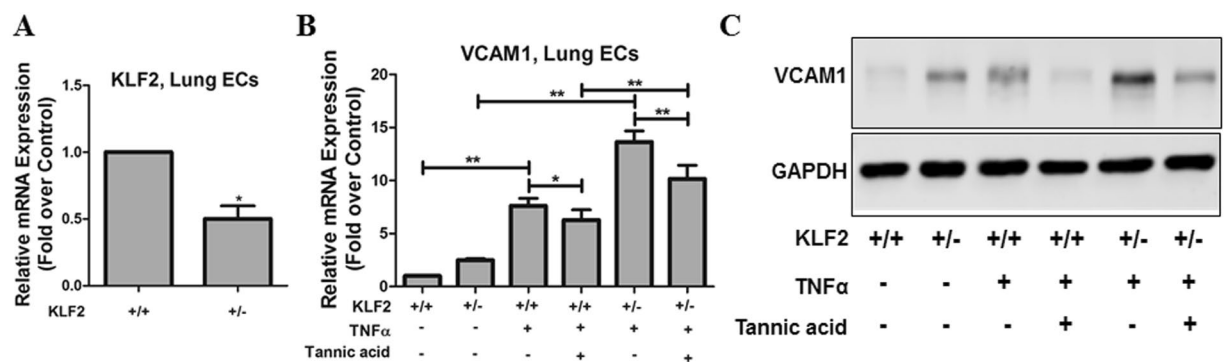 A
KLF2, Lung ECs
Relative mRNA Expression
(Fold over Control)
1.5
1.0
0.5
0.0
*
KLF2 +/+ +/-
B
VCAM1, Lung ECs
Relative mRNA Expression
(Fold over Control)
20
15
10
5
0
**
**
**
**
*
KLF2 +/+ +/- +/+ +/+ +/- +/-
TNFα - - + + + +
Tannic acid - - + +
C
VCAM1
GAPDH
KLF2 +/+ +/- +/+ +/+ +/- +/-
TNFα - - + + + +
Tannic acid - - - + - +